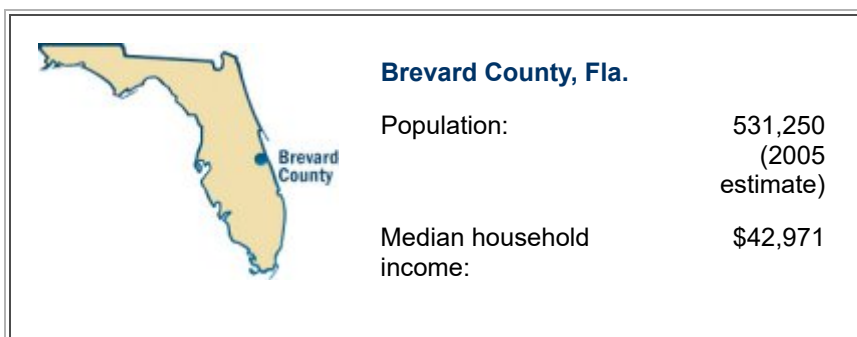 Brevard County, Fla.
Population: 531,250
(2005
estimate)
Brevard
County
Median household $42,971
income: